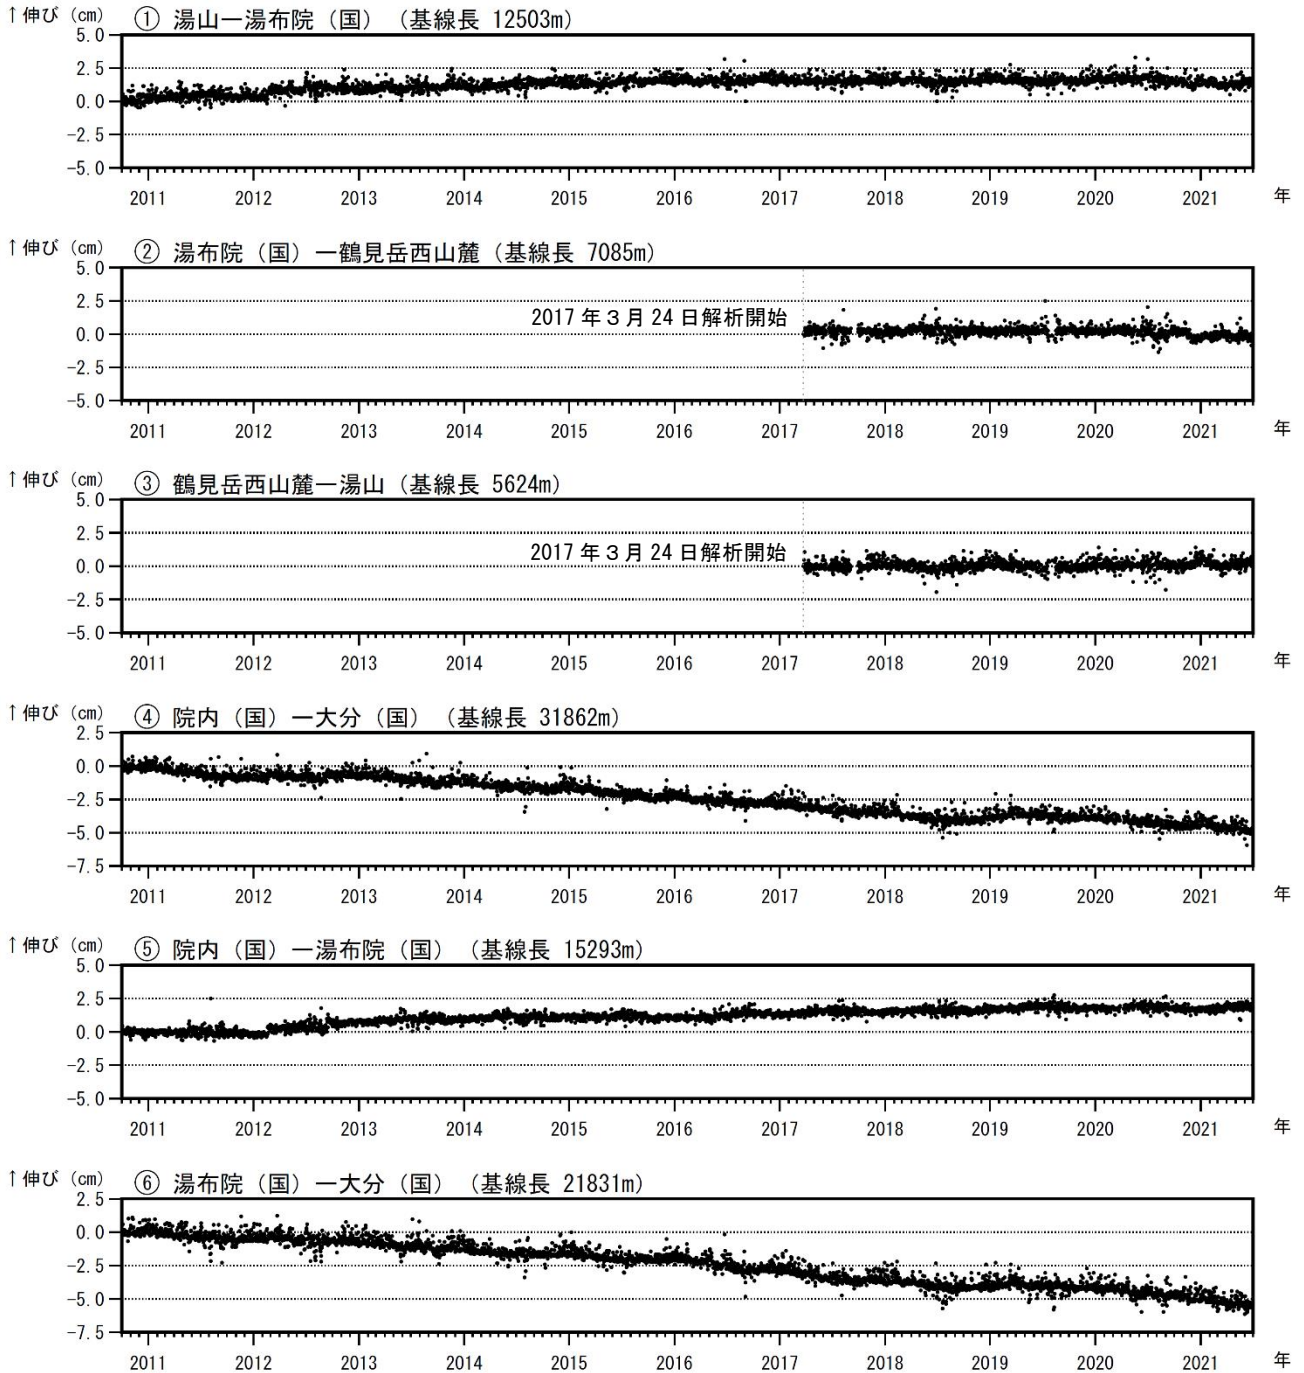 ↑伸び（cm） ① 湯山ー湯布院（国） （基線長 12503m）
5.0
2.5
0.0
−2.5
−5.0
2011 2012 2013 2014 2015 2016 2017 2018 2019 2020 2021 年
↑伸び（cm） ② 湯布院（国）ー鶴見岳西山麓（基線長 7085m）
5.0
2.5
2017年３月24日解析開始
0.0
−2.5
−5.0
2011 2012 2013 2014 2015 2016 2017 2018 2019 2020 2021 年
↑伸び（cm） ③ 鶴見岳西山麓ー湯山（基線長 5624m）
5.0
2.5
2017年３月24日解析開始
0.0
−2.5
−5.0
2011 2012 2013 2014 2015 2016 2017 2018 2019 2020 2021 年
↑伸び（cm） ④ 院内（国）ー大分（国） （基線長 31862m）
2.5
0.0
−2.5
−5.0
−7.5
2011 2012 2013 2014 2015 2016 2017 2018 2019 2020 2021 年
↑伸び（cm） ⑤ 院内（国）ー湯布院（国） （基線長 15293m）
5.0
2.5
0.0
−2.5
−5.0
2011 2012 2013 2014 2015 2016 2017 2018 2019 2020 2021 年
↑伸び（cm） ⑥ 湯布院（国）ー大分（国） （基線長 21831m）
2.5
0.0
−2.5
−5.0
−7.5
2011 2012 2013 2014 2015 2016 2017 2018 2019 2020 2021 年